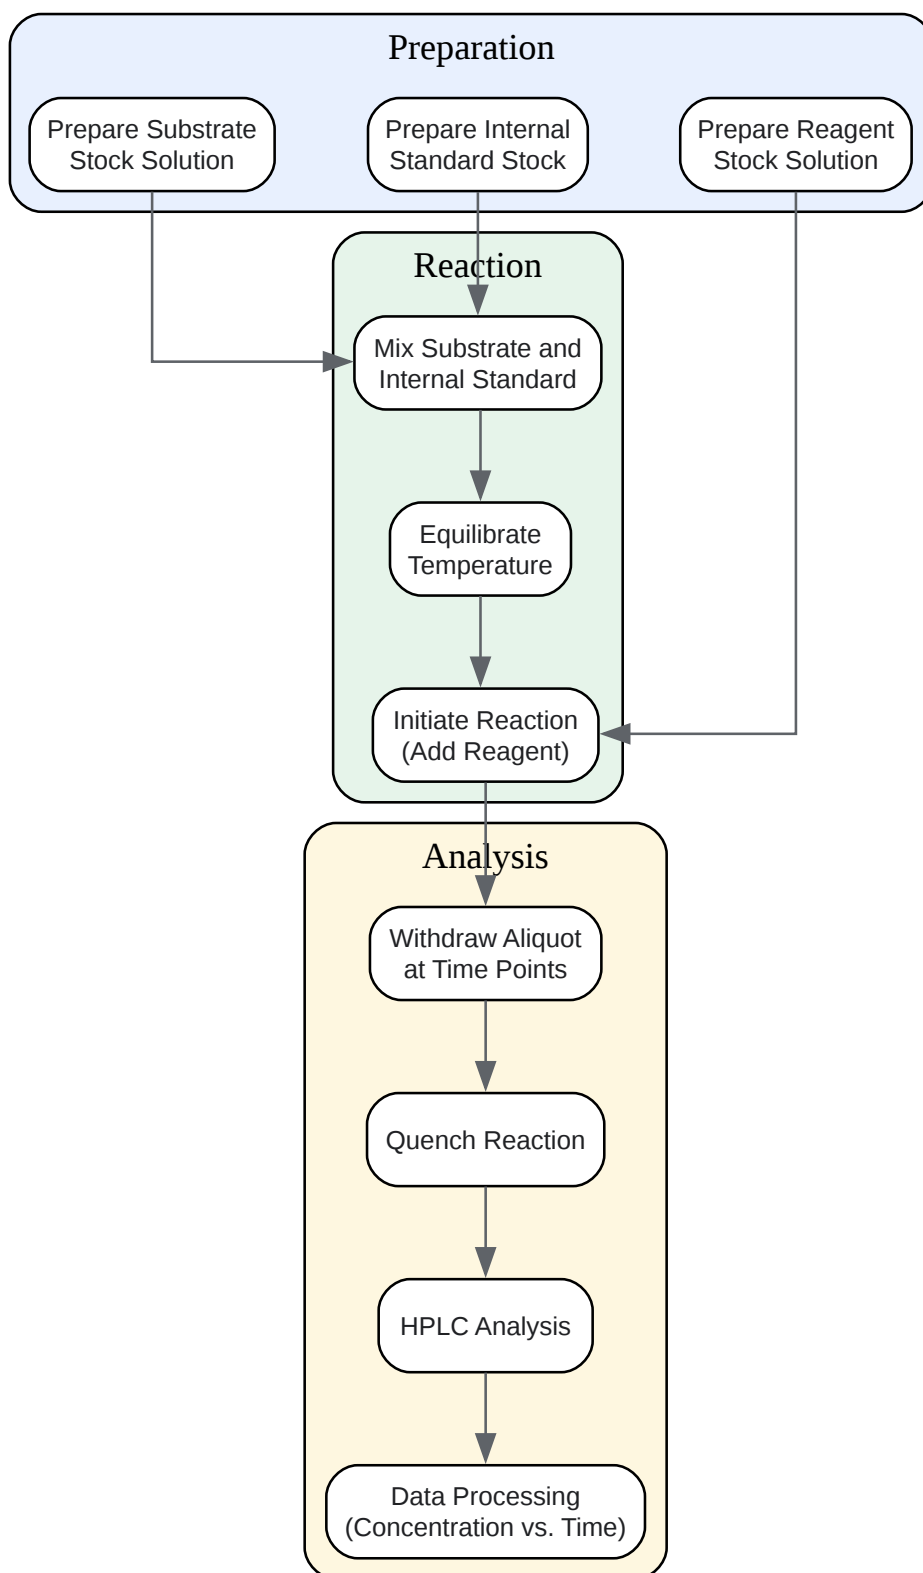 Preparation
Prepare Substrate
Stock Solution
Prepare Internal
Standard Stock
Prepare Reagent
Stock Solution
Reaction
Mix Substrate and
Internal Standard
Equilibrate
Temperature
Initiate Reaction
(Add Reagent)
Analysis
Withdraw Aliquot
at Time Points
Quench Reaction
HPLC Analysis
Data Processing
(Concentration vs. Time)